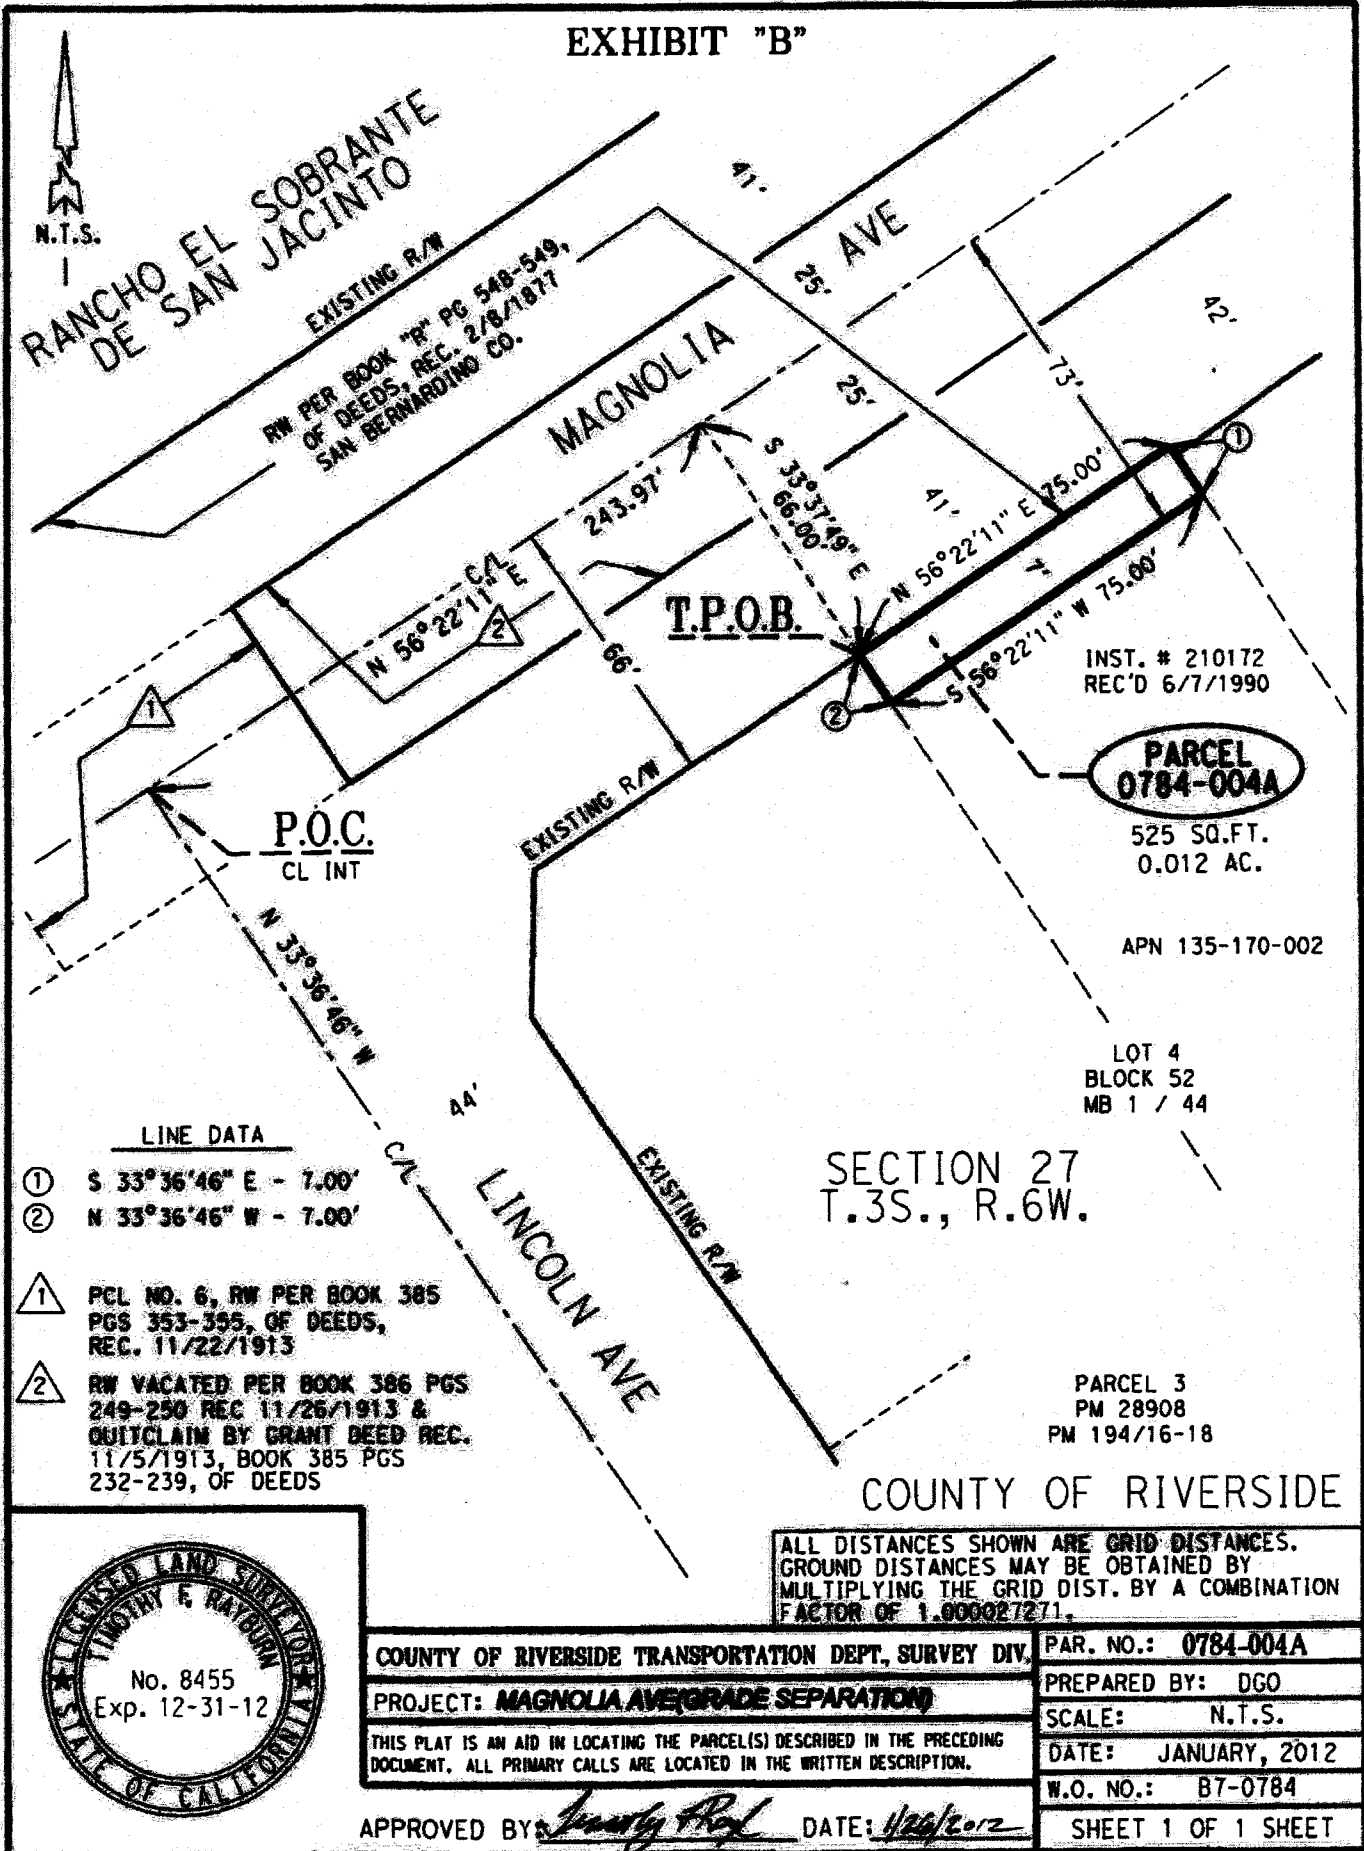 EXHIBIT "B"
N.T.S.
RANCHO EL SOBRANTE
DE SAN JACINTO
EXISTING R/W
RW PER BOOK "R" PG 548-549,
OF DEEDS, REC. 2/8/1877
SAN BERNARDINO CO.
MAGNOLIA AVE
41'
25'
25'
41'
42'
73'
7'
66'
243.97'
C/L
N 56°22'11" E
S 33°37'49" E
66.00'
N 56°22'11" E 75.00'
S 56°22'11" W 75.00'
T.P.O.B.
1
2
1
2
INST. # 210172
REC'D 6/7/1990
PARCEL
0784-004A
525 SQ.FT.
0.012 AC.
APN 135-170-002
P.O.C.
CL INT
EXISTING R/W
N 33°36'46" W
44'
C/L
LINCOLN AVE
EXISTING R/W
LOT 4
BLOCK 52
MB 1 / 44
SECTION 27
T.3S., R.6W.
PARCEL 3
PM 28908
PM 194/16-18
COUNTY OF RIVERSIDE
LINE DATA
1 S 33°36'46" E - 7.00'
2 N 33°36'46" W - 7.00'
1 PCL NO. 6, RW PER BOOK 385
PGS 353-355, OF DEEDS,
REC. 11/22/1913
2 RW VACATED PER BOOK 386 PGS
249-250 REC 11/26/1913 &
QUITCLAIM BY GRANT DEED REC.
11/5/1913, BOOK 385 PGS
232-239, OF DEEDS
ALL DISTANCES SHOWN ARE GRID DISTANCES.
GROUND DISTANCES MAY BE OBTAINED BY
MULTIPLYING THE GRID DIST. BY A COMBINATION
FACTOR OF 1.000027271.
LICENSED LAND SURVEYOR
TIMOTHY F. RAYBURN
No. 8455
Exp. 12-31-12
STATE OF CALIFORNIA
COUNTY OF RIVERSIDE TRANSPORTATION DEPT., SURVEY DIV.
PROJECT: MAGNOLIA AVE(GRADE SEPARATION)
THIS PLAT IS AN AID IN LOCATING THE PARCEL(S) DESCRIBED IN THE PRECEDING
DOCUMENT. ALL PRIMARY CALLS ARE LOCATED IN THE WRITTEN DESCRIPTION.
APPROVED BY: DATE: 1/26/2012
PAR. NO.: 0784-004A
PREPARED BY: DGO
SCALE: N.T.S.
DATE: JANUARY, 2012
W.O. NO.: B7-0784
SHEET 1 OF 1 SHEET